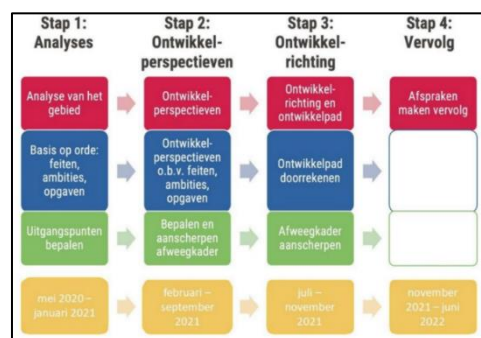 Stap 1:
Analyses
Stap 2:
Ontwikkel-
perspectieven
Stap 3:
Ontwikkel-
richting
Stap 4:
Vervolg
Analyse van het
gebied
Ontwikkel-
perspectieven
Ontwikkel-
richting en
ontwikkelpad
Afspraken
maken vervolg
Basis op orde:
feiten,
ambities,
opgaven
Ontwikkel-
perspectieven
o.b.v. feiten,
ambities,
opgaven
Ontwikkelpad
doorrekenen
Uitgangspunten
bepalen
Bepalen en
aanscherpen
afweegkader
Afweegkader
aanscherpen
mei 2020 –
januari 2021
februari –
september
2021
juli –
november
2021
november
2021 – juni
2022